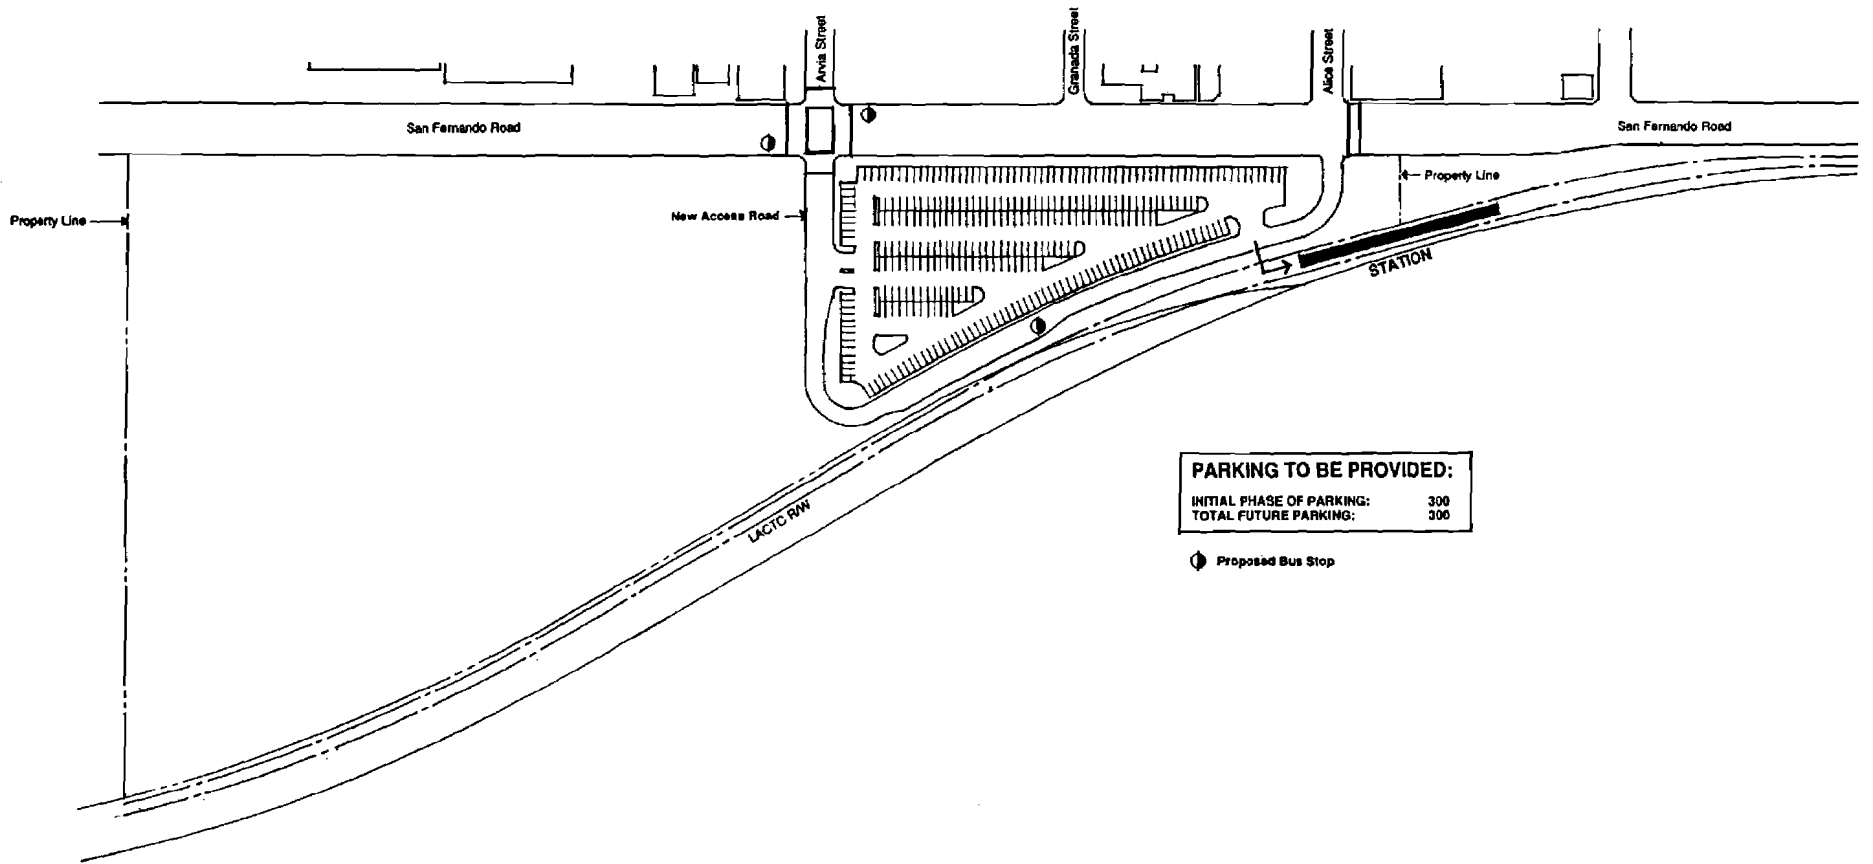 Arvia Street
Granada Street
Alice Street
San Fernando Road
San Fernando Road
Property Line
New Access Road
Property Line
STATION
LACTC R/W
PARKING TO BE PROVIDED:
INITIAL PHASE OF PARKING: 300
TOTAL FUTURE PARKING: 300
Proposed Bus Stop